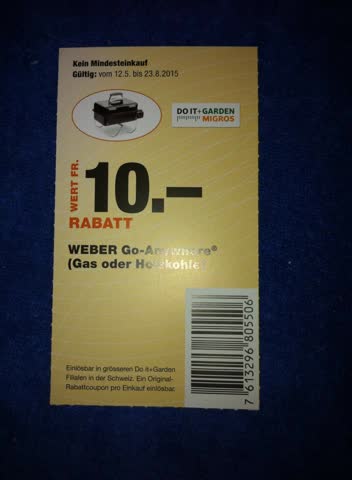 Kein Mindesteinkauf
Gültig: vom 12.5. bis 23.8.2015
DO IT+GARDEN
MIGROS
WERT FR.
10.–
RABATT
WEBER Go-Anywhere®
(Gas oder Holzkohle)
Einlösbar in grösseren Do it+Garden
Filialen in der Schweiz. Ein Original-
Rabattcoupon pro Einkauf einlösbar.
7 613296 805506